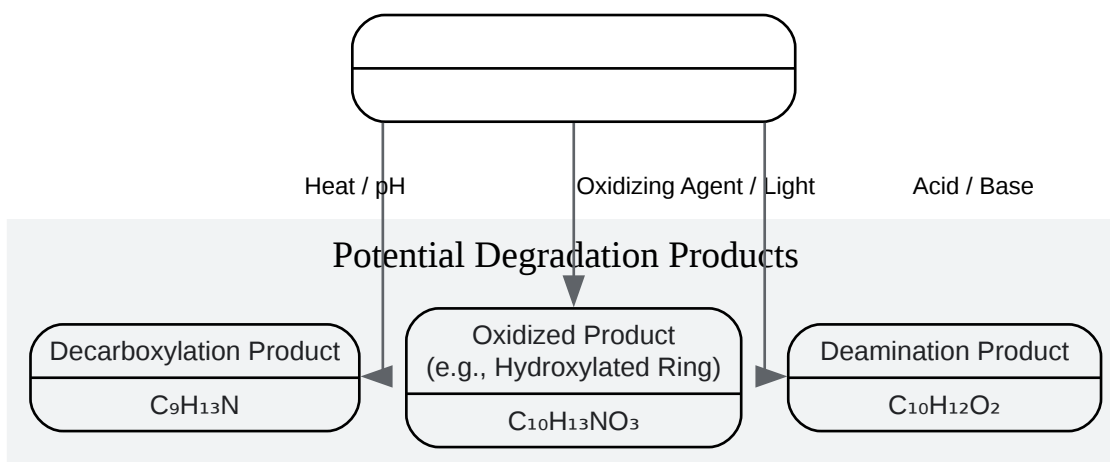 Heat / pH
Oxidizing Agent / Light
Acid / Base
Potential Degradation Products
Decarboxylation Product
C₉H₁₃N
Oxidized Product
(e.g., Hydroxylated Ring)
C₁₀H₁₃NO₃
Deamination Product
C₁₀H₁₂O₂